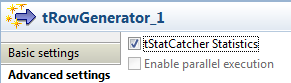 tRowGenerator_1
Basic settings
Advanced settings
tStatCatcher Statistics
Enable parallel execution